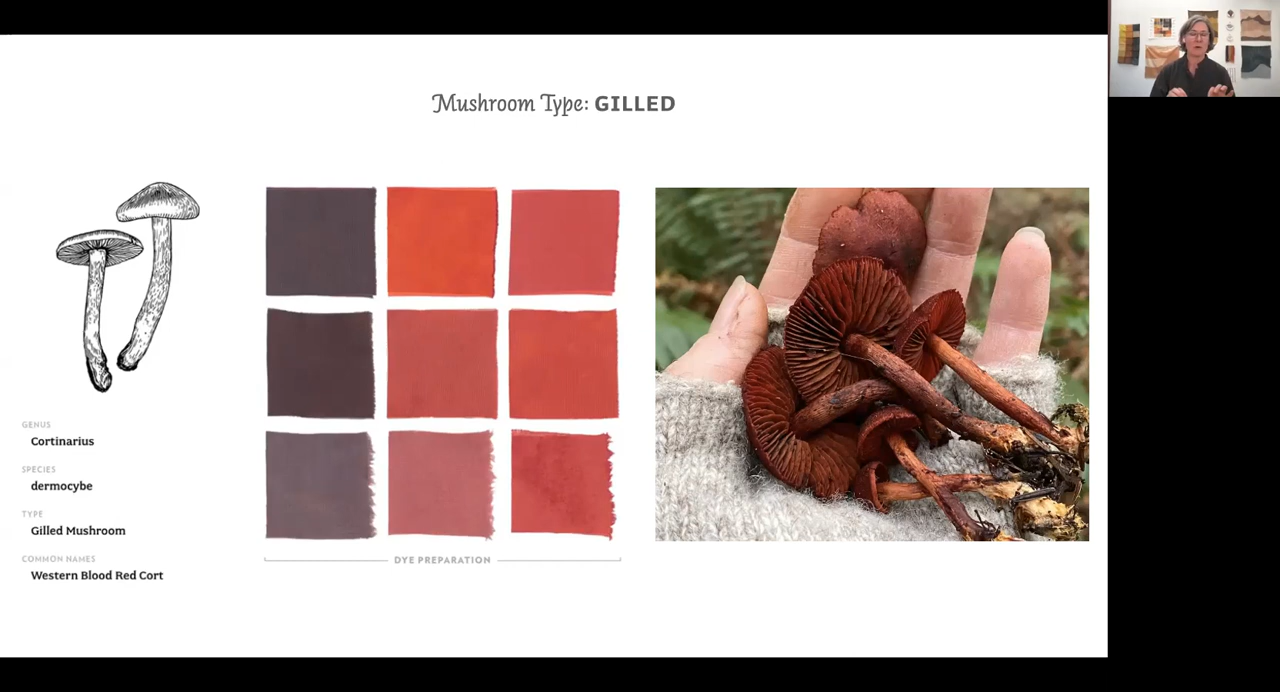 Mushroom Type: GILLED
GENUS
Cortinarius
SPECIES
dermocybe
TYPE
Gilled Mushroom
COMMON NAMES
Western Blood Red Cort
DYE PREPARATION